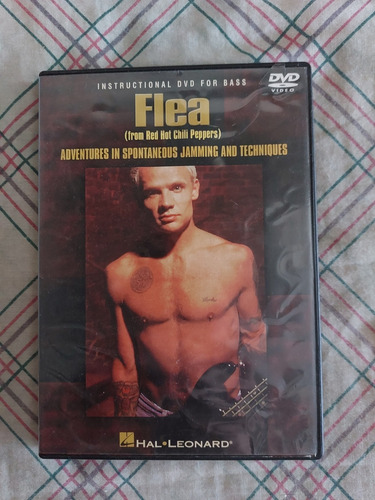 INSTRUCTIONAL DVD FOR BASS
DVD
VIDEO
Flea
(from Red Hot Chili Peppers)
ADVENTURES IN SPONTANEOUS JAMMING AND TECHNIQUES
HAL•LEONARD®